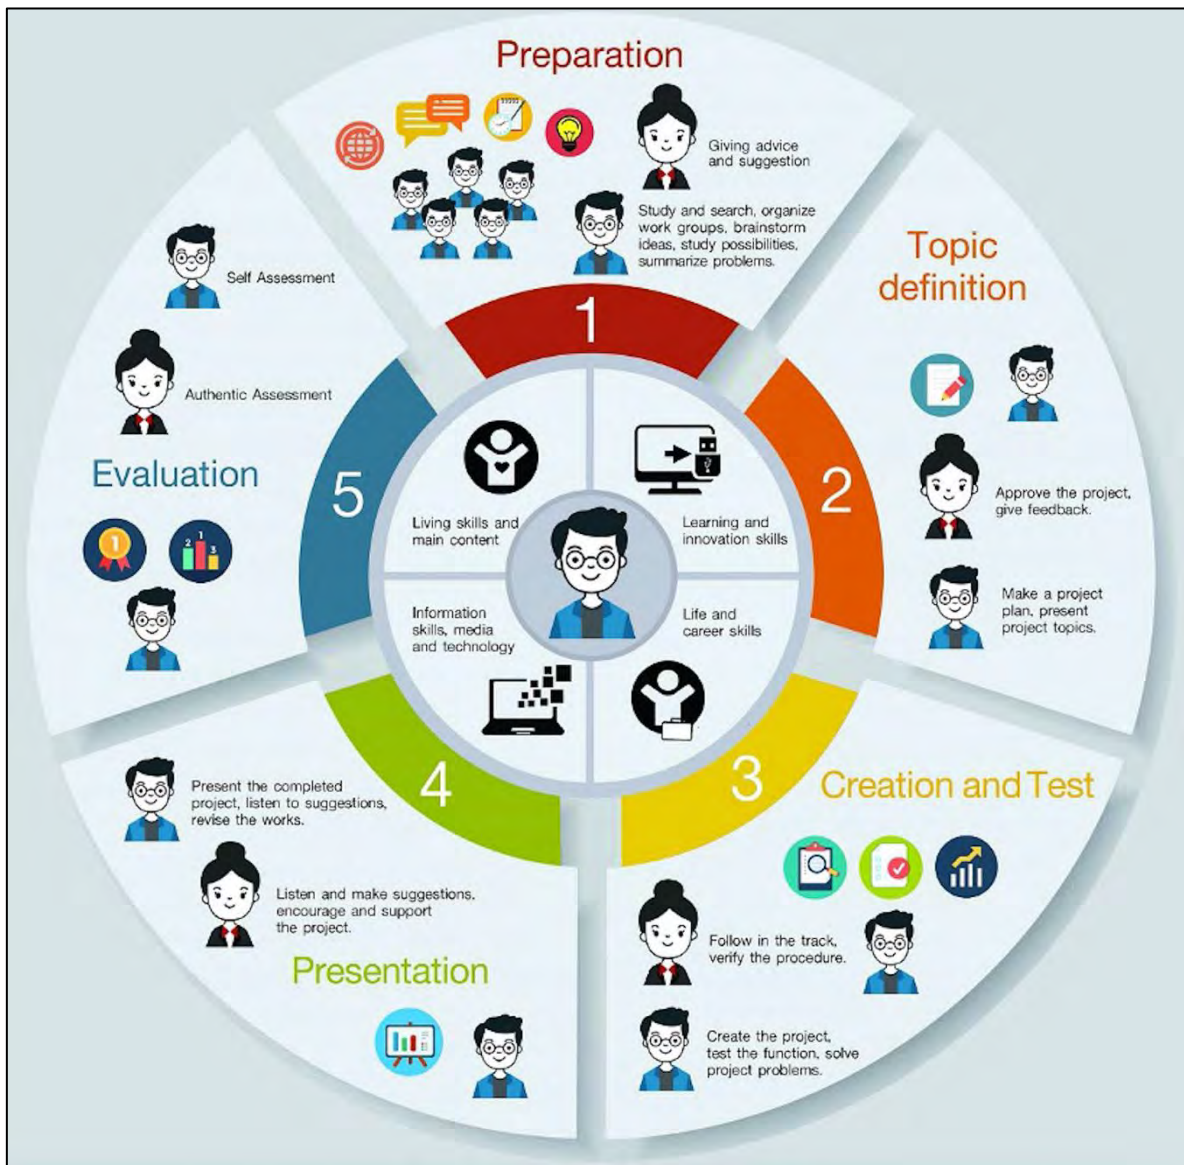 Preparation
Giving advice
and suggestion
Study and search, organize
work groups, brainstorm
ideas, study possibilities,
summarize problems.
1
Topic
definition
Approve the project,
give feedback.
Make a project
plan, present
project topics.
2
Creation and Test
Follow in the track,
verify the procedure.
Create the project,
test the function, solve
project problems.
3
Present the completed
project, listen to suggestions,
revise the works.
Listen and make suggestions,
encourage and support
the project.
Presentation
4
Self Assessment
Authentic Assessment
Evaluation
1
2 1 3
5
Living skills and
main content
Learning and
innovation skills
Information
skills, media
and technology
Life and
career skills